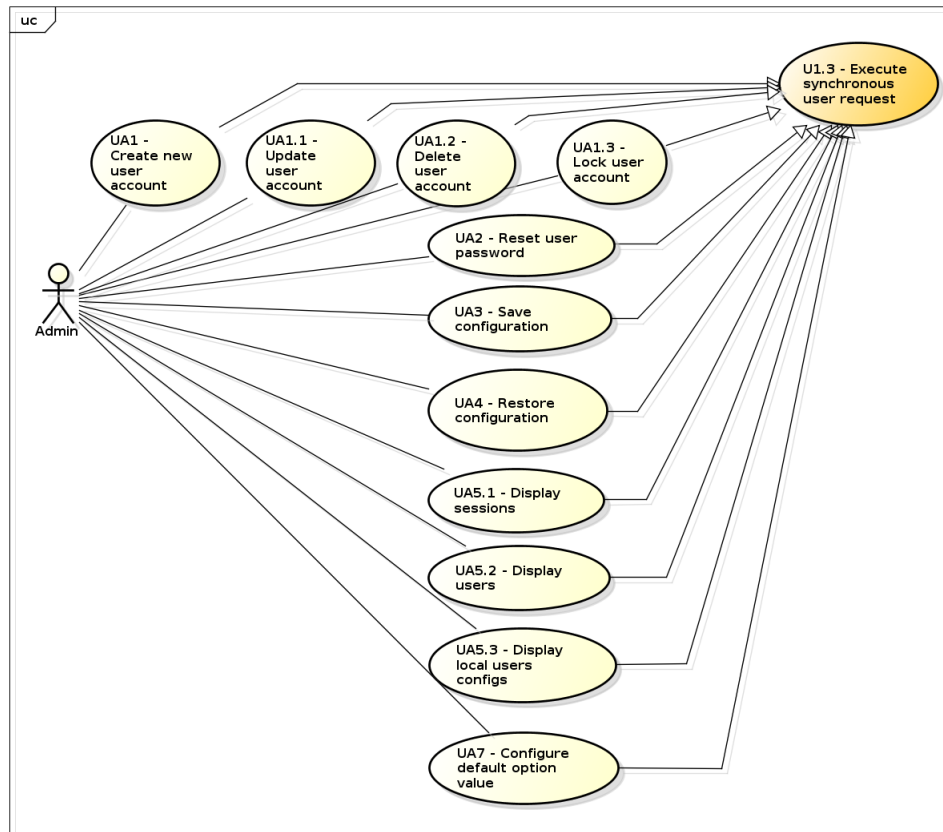 uc
U1.3 - Execute
synchronous
user request
UA1 -
Create new
user
account
UA1.1 -
Update
user
account
UA1.2 -
Delete
user
account
UA1.3 -
Lock user
account
UA2 - Reset user
password
Admin
UA3 - Save
configuration
UA4 - Restore
configuration
UA5.1 - Display
sessions
UA5.2 - Display
users
UA5.3 - Display
local users
configs
UA7 - Configure
default option
value